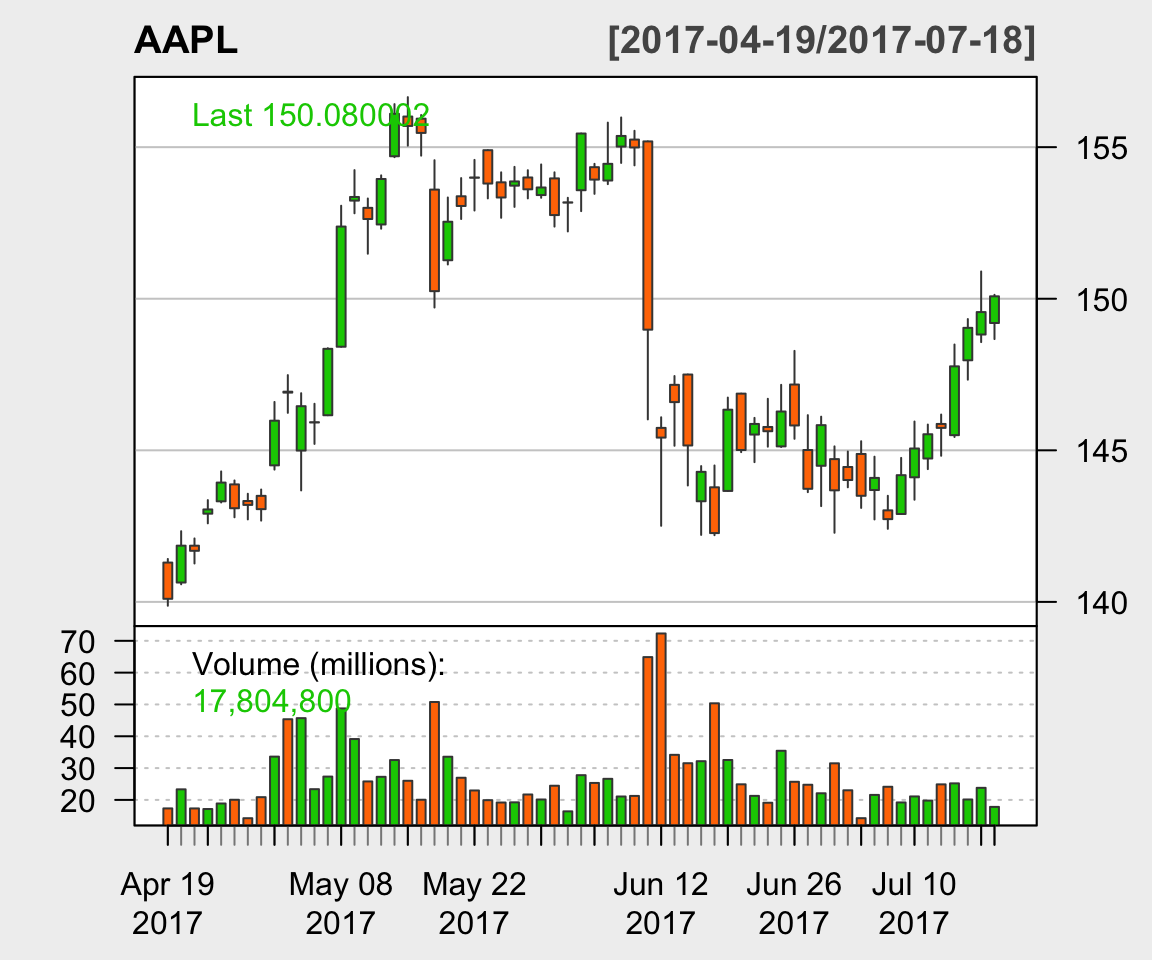 AAPL [2017-04-19/2017-07-18]
Last 150.080002
155
150
145
140
Volume (millions):
17,804,800
70
60
50
40
30
20
Apr 19 May 08 May 22 Jun 12 Jun 26 Jul 10
2017 2017 2017 2017 2017 2017